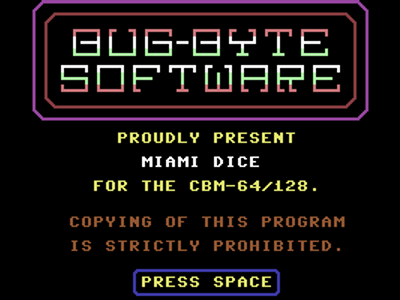 BUG-BYTE
SOFTWARE
PROUDLY PRESENT
MIAMI DICE
FOR THE CBM-64/128.
COPYING OF THIS PROGRAM
IS STRICTLY PROHIBITED.
PRESS SPACE